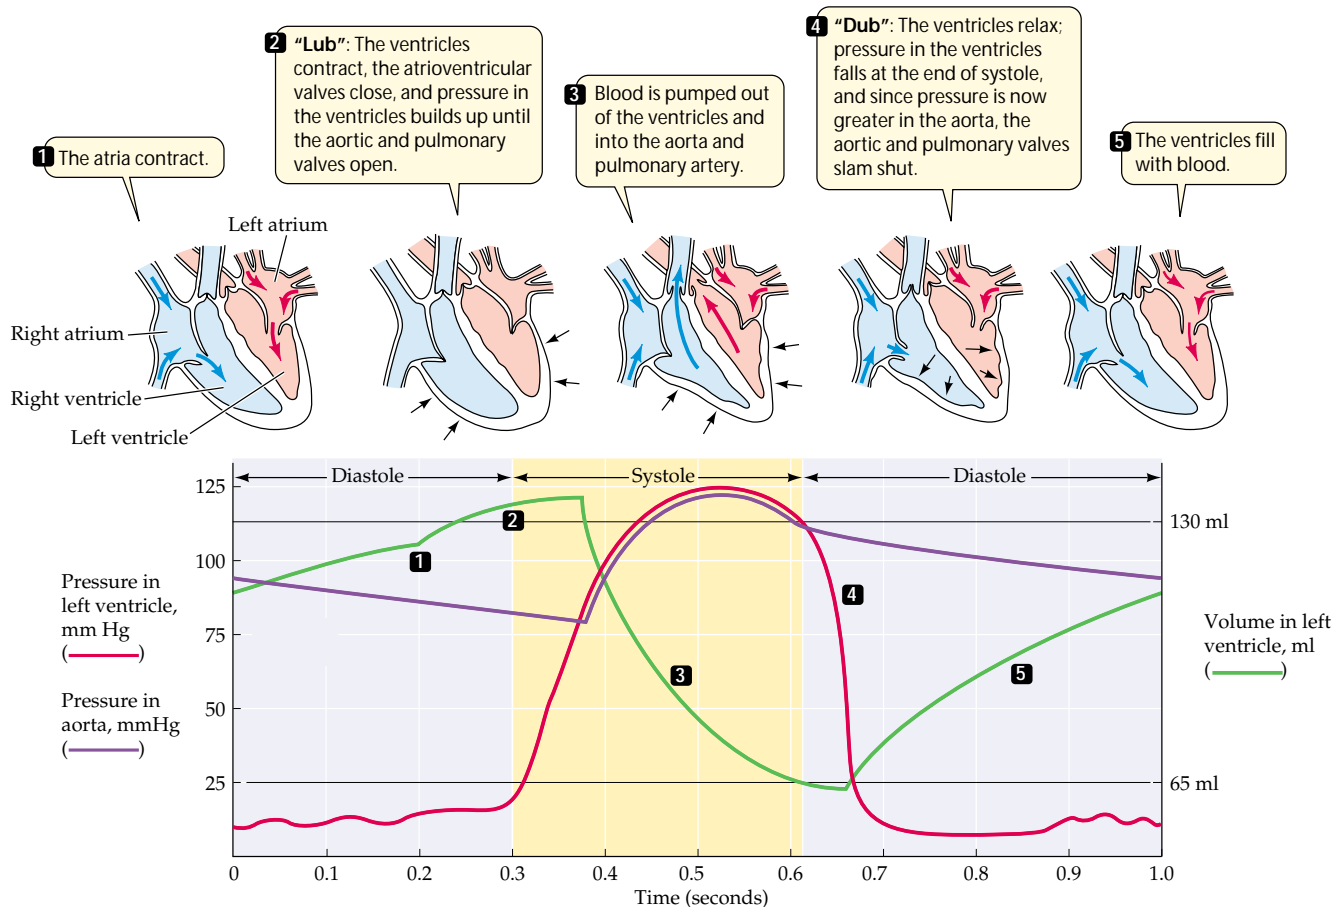 1 The atria contract.
2 “Lub”: The ventricles
contract, the atrioventricular
valves close, and pressure in
the ventricles builds up until
the aortic and pulmonary
valves open.
3 Blood is pumped out
of the ventricles and
into the aorta and
pulmonary artery.
4 “Dub”: The ventricles relax;
pressure in the ventricles
falls at the end of systole,
and since pressure is now
greater in the aorta, the
aortic and pulmonary valves
slam shut.
5 The ventricles fill
with blood.
Left atrium
Right atrium
Right ventricle
Left ventricle
Diastole
Systole
Diastole
125
100
75
50
25
130 ml
65 ml
1
2
3
4
5
Pressure in
left ventricle,
mm Hg
( )
Pressure in
aorta, mmHg
( )
Volume in left
ventricle, ml
( )
0 0.1 0.2 0.3 0.4 0.5 0.6 0.7 0.8 0.9 1.0
Time (seconds)